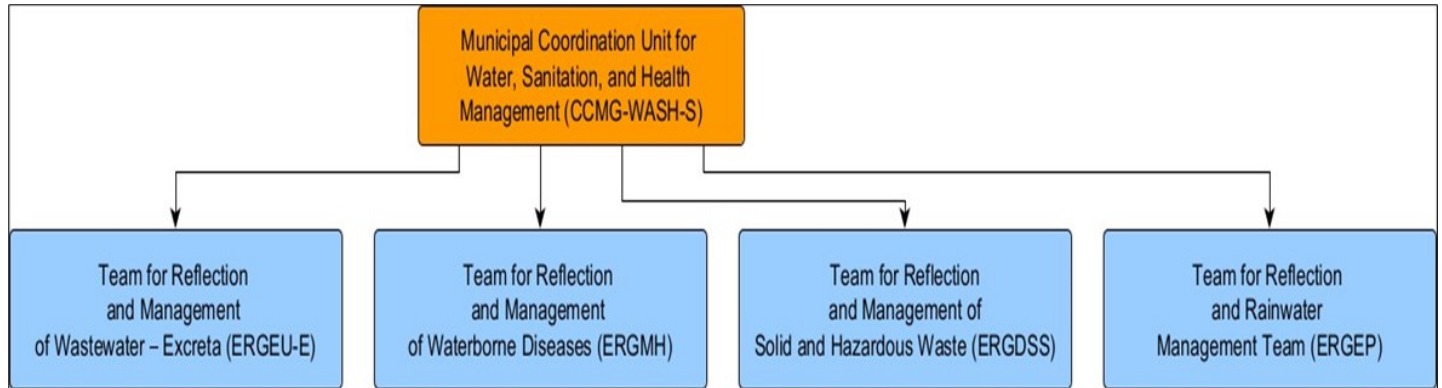 Municipal Coordination Unit for
Water, Sanitation, and Health
Management (CCMG-WASH-S)
Team for Reflection
and Management
of Wastewater – Excreta (ERGEU-E)
Team for Reflection
and Management
of Waterborne Diseases (ERGMH)
Team for Reflection
and Management of
Solid and Hazardous Waste (ERGDSS)
Team for Reflection
and Rainwater
Management Team (ERGEP)